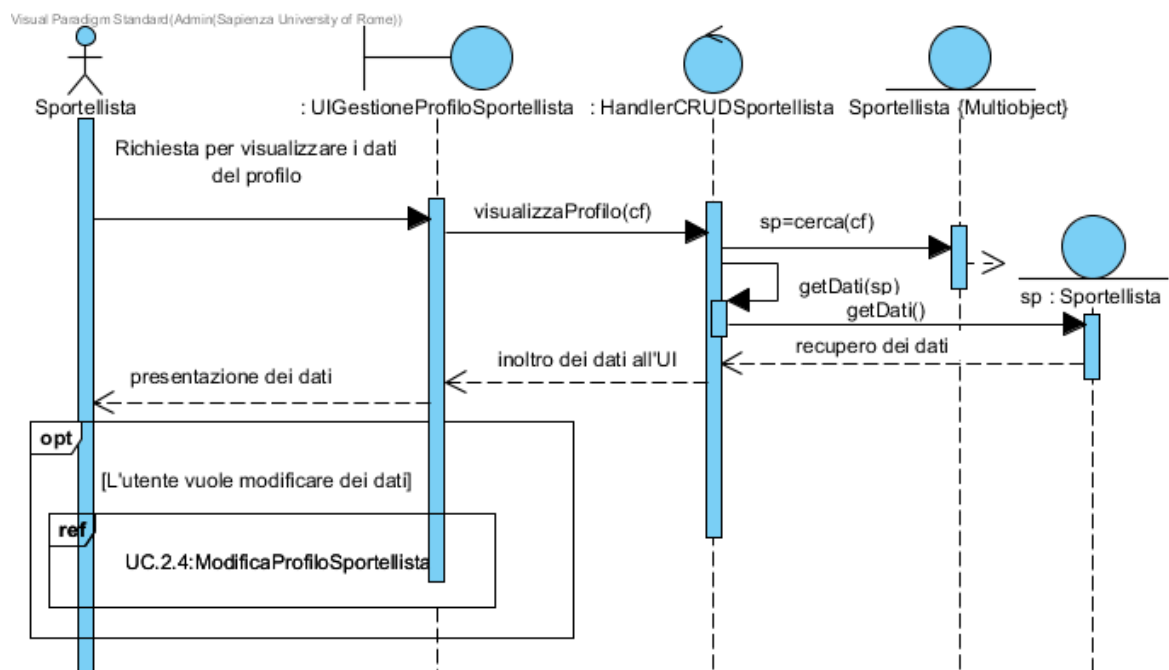 Visual Paradigm Standard(Admin(Sapienza University of Rome))
Sportellista
: UIGestioneProfiloSportellista
: HandlerCRUDSportellista
Sportellista {Multiobject}
Richiesta per visualizzare i dati
del profilo
visualizzaProfilo(cf)
sp=cerca(cf)
getDati(sp)
sp : Sportellista
getDati()
recupero dei dati
inoltro dei dati all'UI
presentazione dei dati
opt
[L'utente vuole modificare dei dati]
ref
UC.2.4:ModificaProfiloSportellista